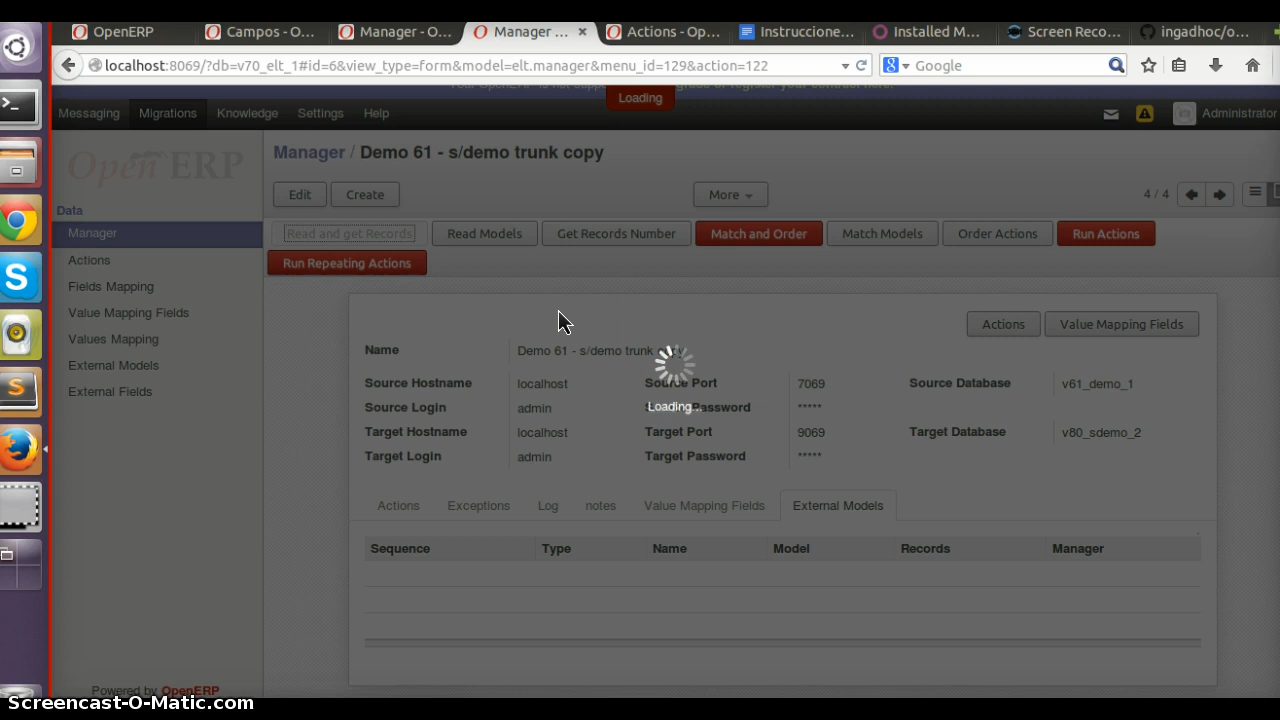 OpenERP
Campos - O...
Manager - O...
Manager ...
Actions - Op...
Instruccione...
Installed M...
Screen Reco...
ingadhoc/o...
localhost:8069/?db=v70_elt_1#id=6&view_type=form&model=elt.manager&menu_id=129&action=122
Google
Loading
Messaging
Migrations
Knowledge
Settings
Help
Administrator
Open ERP
Manager / Demo 61 - s/demo trunk copy
Edit
Create
More
4 / 4
Data
Manager
Actions
Fields Mapping
Value Mapping Fields
Values Mapping
External Models
External Fields
Read and get Records
Read Models
Get Records Number
Match and Order
Match Models
Order Actions
Run Actions
Run Repeating Actions
Actions
Value Mapping Fields
Name Demo 61 - s/demo trunk
Source Hostname localhost Source Port 7069 Source Database v61_demo_1
Source Login admin Password *****
Loading...
Target Hostname localhost Target Port 9069 Target Database v80_sdemo_2
Target Login admin Target Password *****
Actions
Exceptions
Log
notes
Value Mapping Fields
External Models
Sequence Type Name Model Records Manager
Powered by OpenERP
Screencast-O-Matic.com